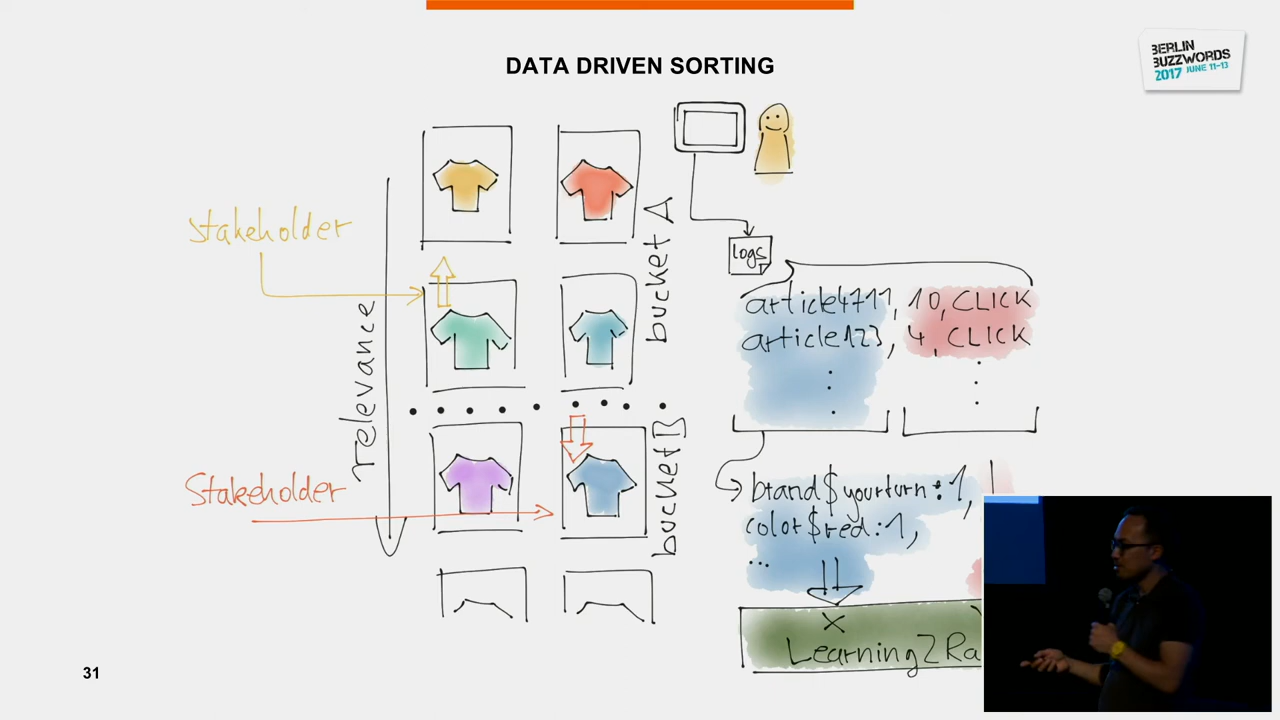 DATA DRIVEN SORTING
BERLIN
BUZZWORDS
2017 JUNE 11-13
Stakeholder
relevance
bucket A
Stakeholder
bucket B
logs
article4711, 10, CLICK
article123, 4, CLICK
brand$yourturn:1,
color$red:1,
...
X
Learning2Ra
31